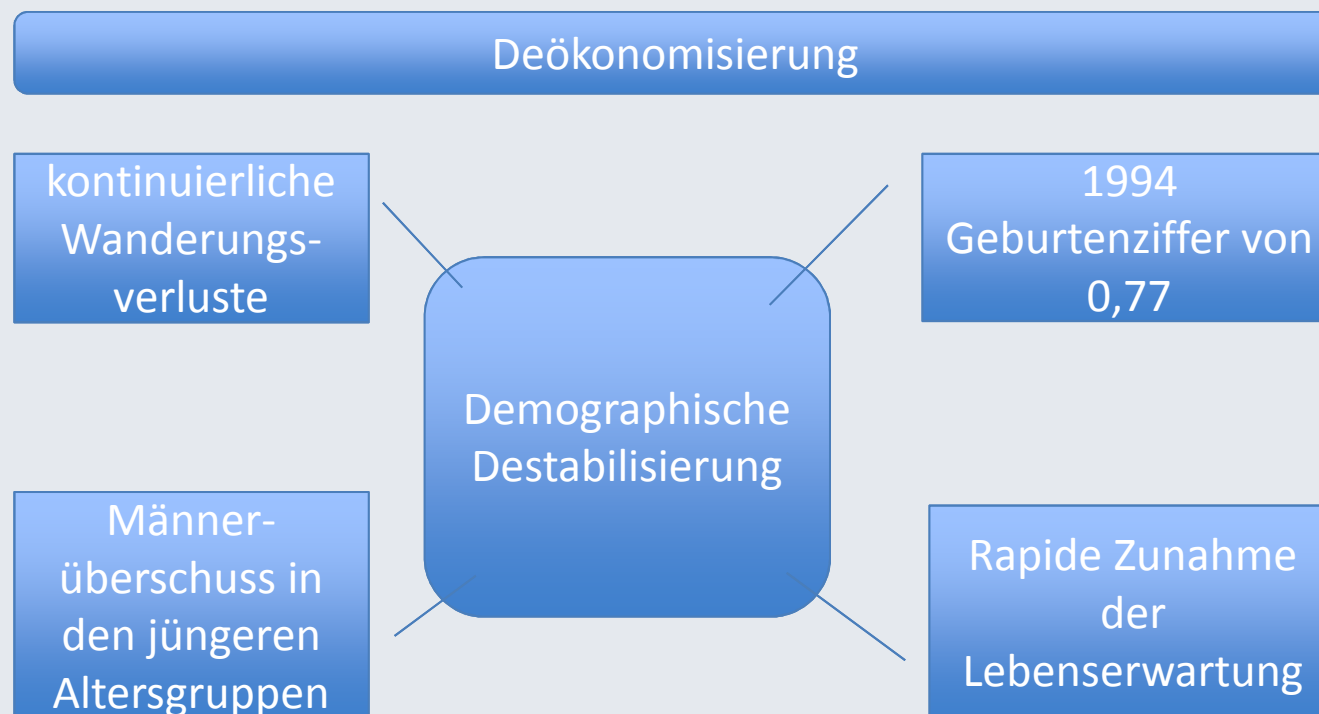 Deökonomisierung
kontinuierliche
Wanderungs-
verluste
1994
Geburtenziffer von
0,77
Demographische
Destabilisierung
Männer-
überschuss in
den jüngeren
Altersgruppen
Rapide Zunahme
der
Lebenserwartung